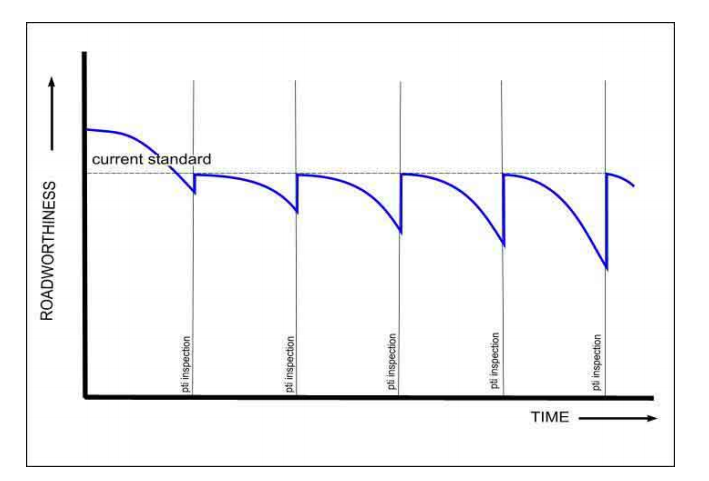 current standard
ROADWORTHINESS
pti inspection
pti inspection
pti inspection
pti inspection
pti inspection
TIME